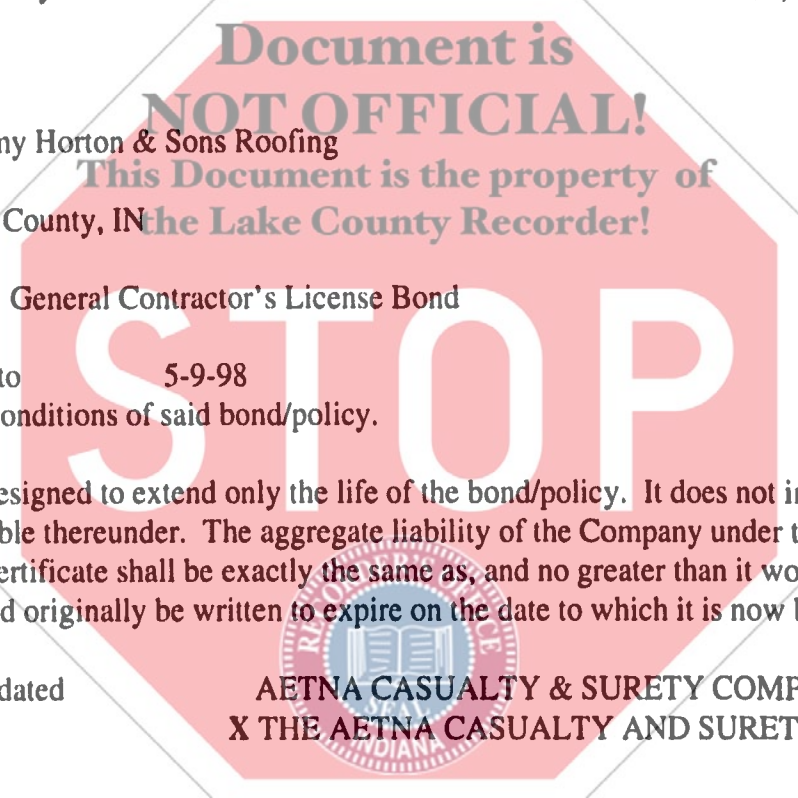 Document is
NOT OFFICIAL!
ny Horton & Sons Roofing
This Document is the property of
County, IN
the Lake County Recorder!
General Contractor's License Bond
STOP
to 5-9-98
onditions of said bond/policy.
esigned to extend only the life of the bond/policy. It does not i
ble thereunder. The aggregate liability of the Company under t
ertificate shall be exactly the same as, and no greater than it wo
d originally be written to expire on the date to which it is now
RECORDER'S OFFICE
dated AETNA CASUALTY & SURETY COMP
SEAL
X THE AETNA CASUALTY AND SURET
INDIANA